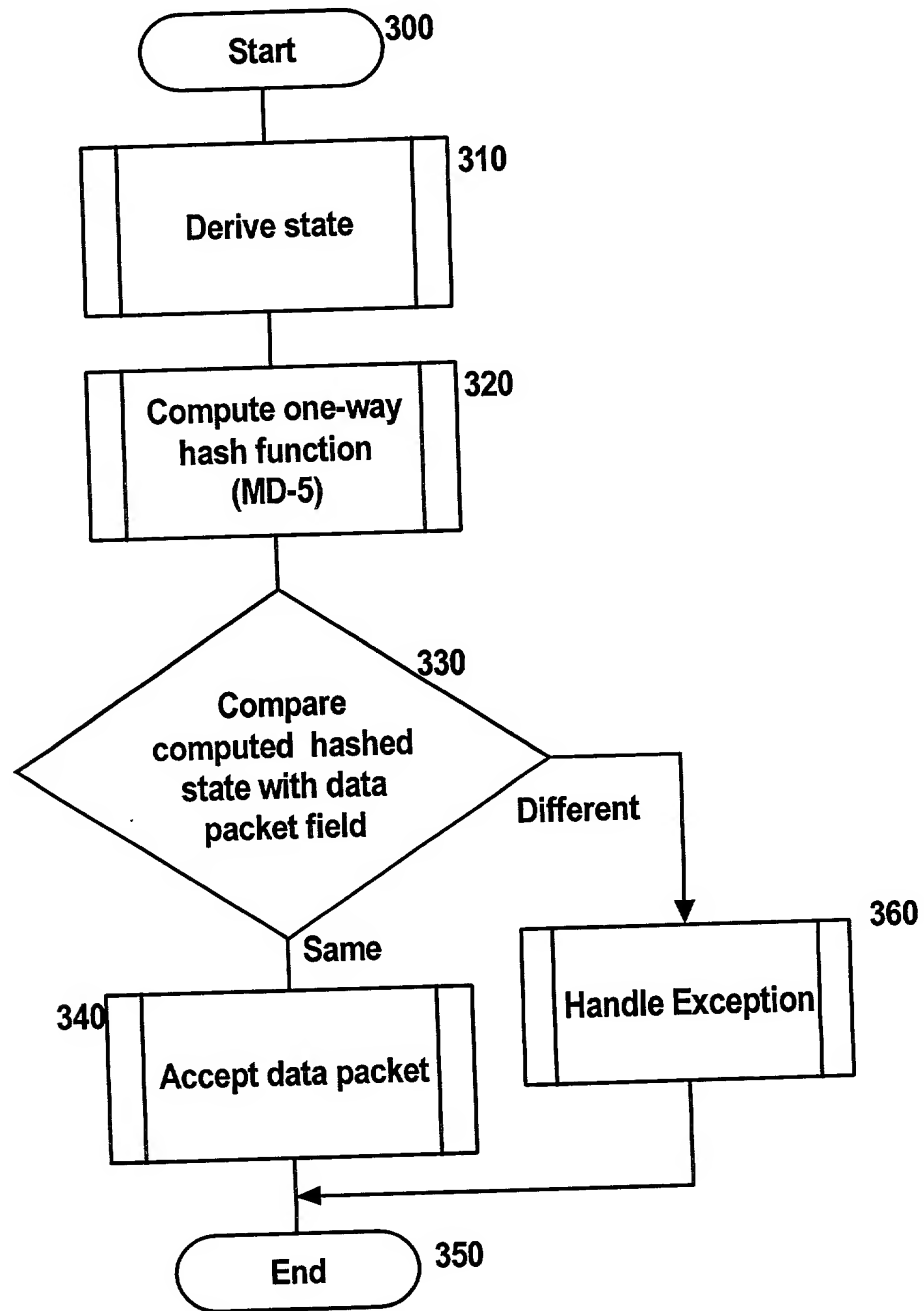 300
Start
310
Derive state
320
Compute one-way
hash function
(MD-5)
330
Compare
computed hashed
state with data
packet field
Different
Same
360
Handle Exception
340
Accept data packet
End
350